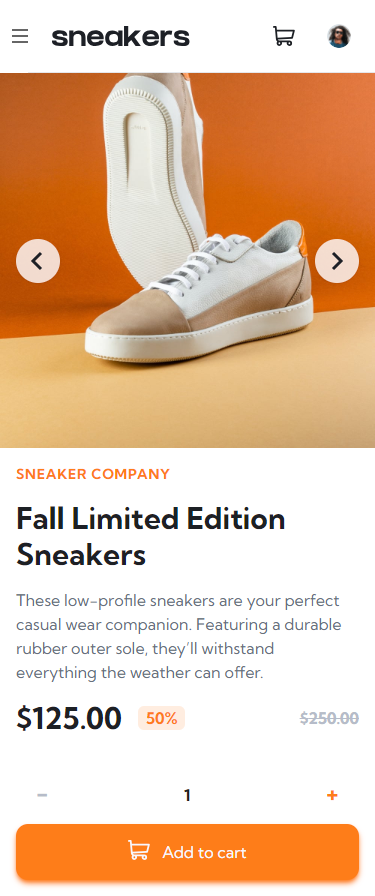 sneakers
SNEAKER COMPANY
Fall Limited Edition
Sneakers
These low-profile sneakers are your perfect
casual wear companion. Featuring a durable
rubber outer sole, they’ll withstand
everything the weather can offer.
$125.00 50% $250.00
- 1 +
Add to cart